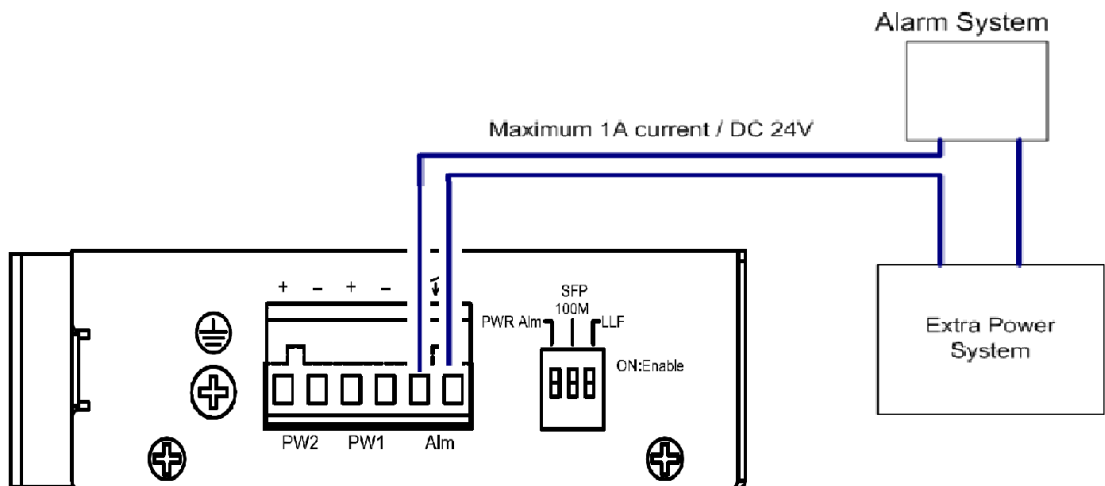 Alarm System
Maximum 1A current / DC 24V
+ − + −
SFP
100M
PWR Alm
LLF
ON:Enable
Extra Power
System
PW2 PW1 Alm